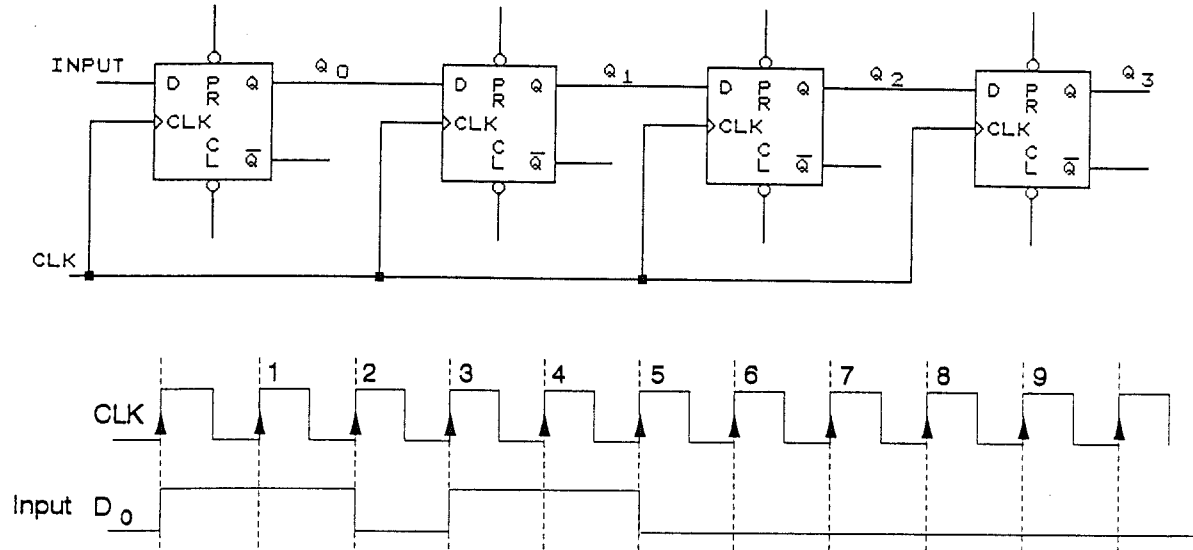 INPUT
D PR Q
CLK
CL Q̅
Q0
D PR Q
CLK
CL Q̅
Q1
D PR Q
CLK
CL Q̅
Q2
D PR Q
CLK
CL Q̅
Q3
CLK
1 2 3 4 5 6 7 8 9
CLK
Input D0